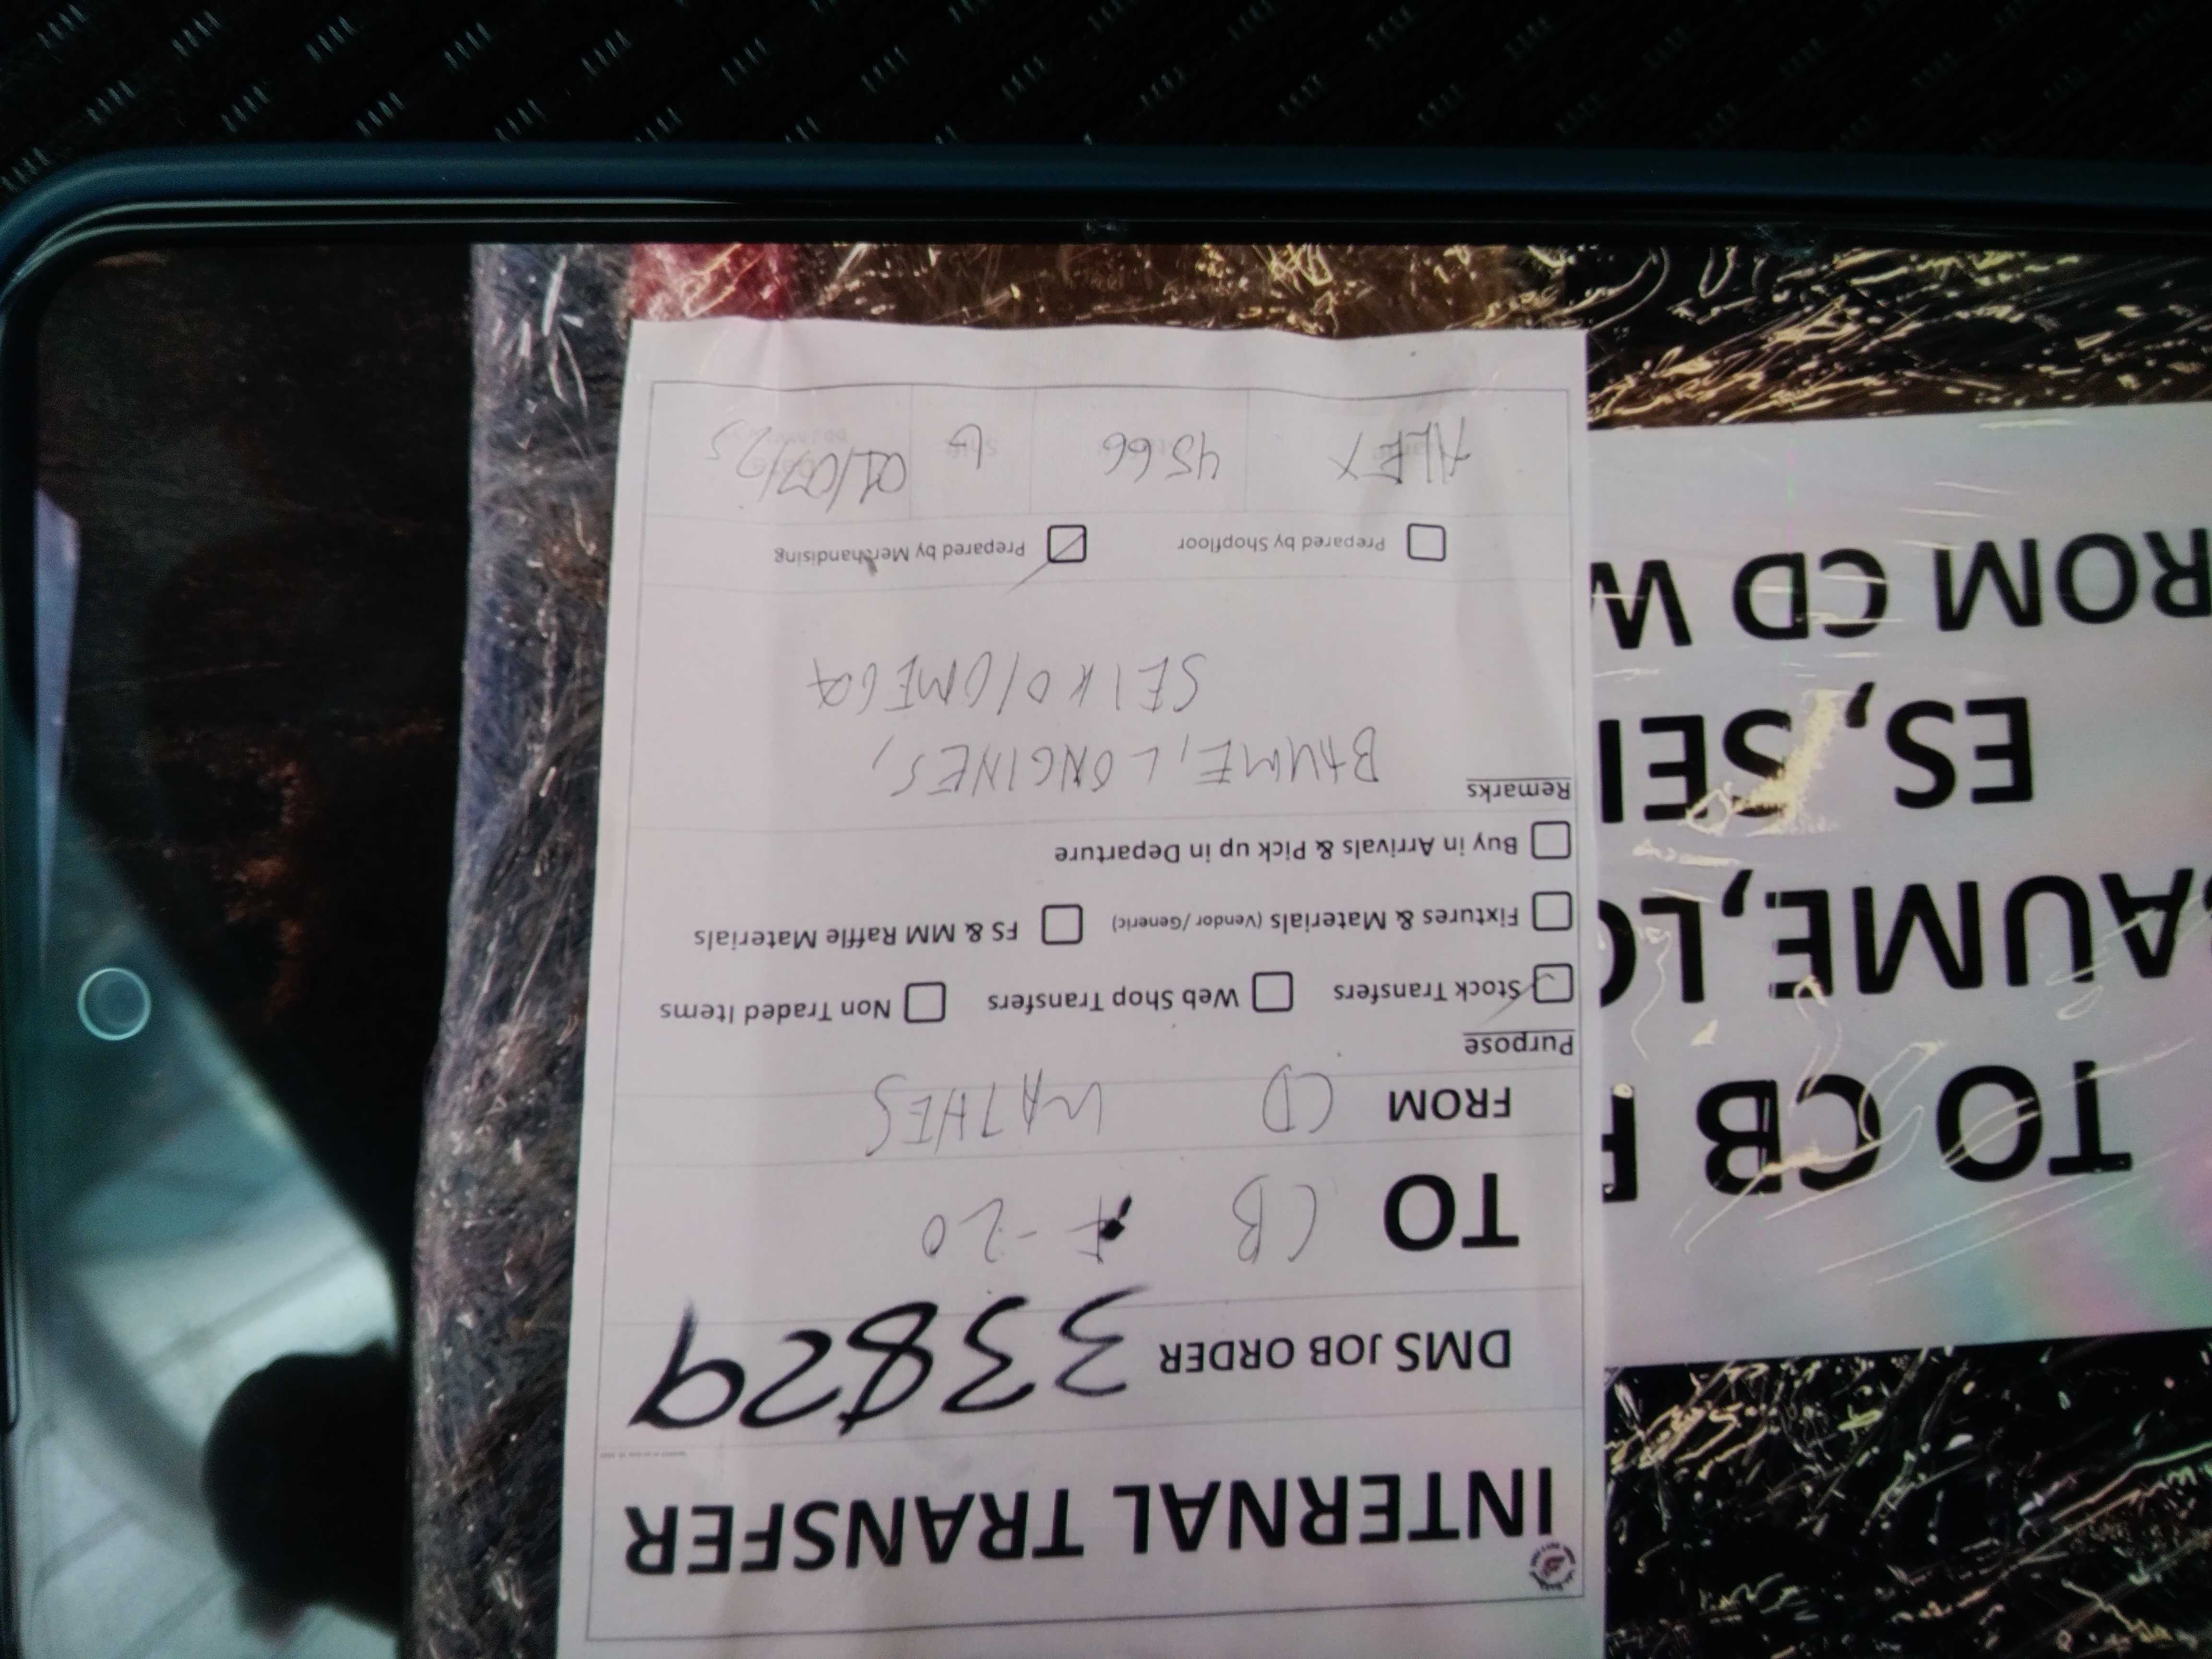 INTERNAL TRANSFER
DMS JOB ORDER 33829
TO CB -20
FROM CD WATHES
Purpose
Stock Transfers Web Shop Transfers Non Traded Items
Fixtures & Materials (Vendor /Generic) FS & MM Raffle Materials
Buy in Arrivals & Pick up in Departure
Remarks
BAUME, LONGINES,
SEIKO/OMEGA
Prepared by Shopfloor Prepared by Merchandising
ALEX 4566 01/07/25
TO CB F
AUME, LO
ES, SEI
ROM CD W